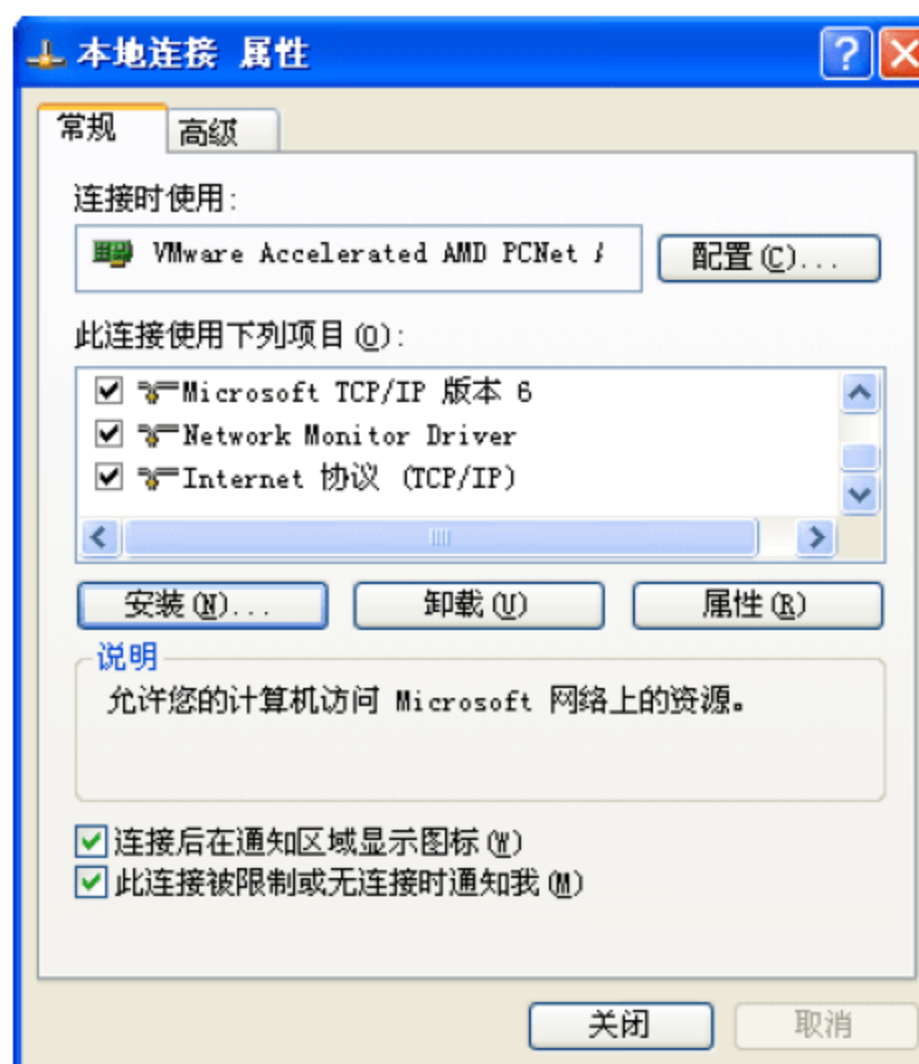 本地连接 属性
常规
高级
连接时使用:
VMware Accelerated AMD PCNet
配置(C)...
此连接使用下列项目(O):
Microsoft TCP/IP 版本 6
Network Monitor Driver
Internet 协议 (TCP/IP)
安装(N)...
卸载(U)
属性(R)
说明
允许您的计算机访问 Microsoft 网络上的资源。
连接后在通知区域显示图标(W)
此连接被限制或无连接时通知我(M)
关闭
取消